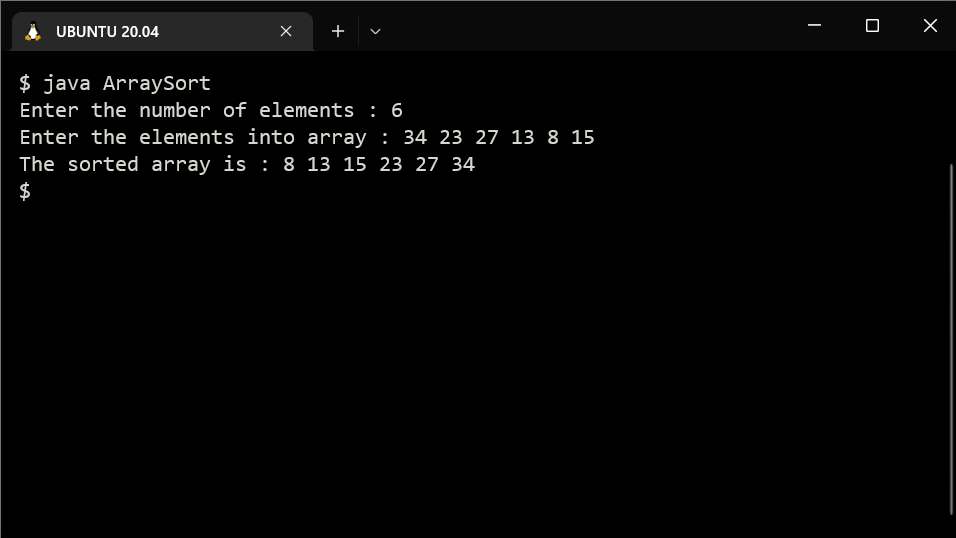 UBUNTU 20.04
$ java ArraySort
Enter the number of elements : 6
Enter the elements into array : 34 23 27 13 8 15
The sorted array is : 8 13 15 23 27 34
$